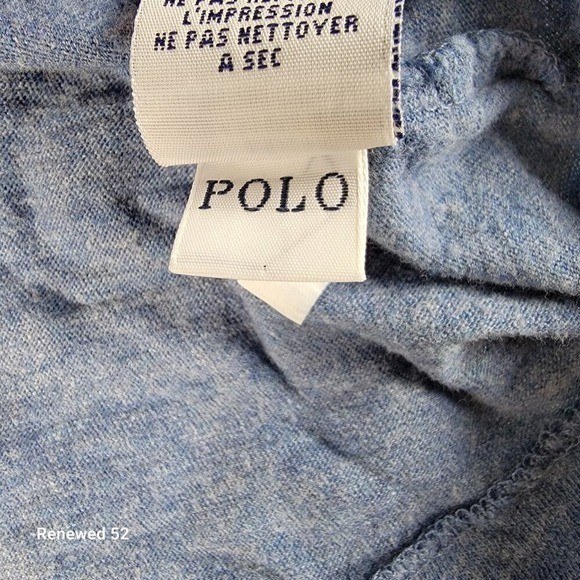 L'IMPRESSION
NE PAS NETTOYER
A SEC
POLO
Renewed 52